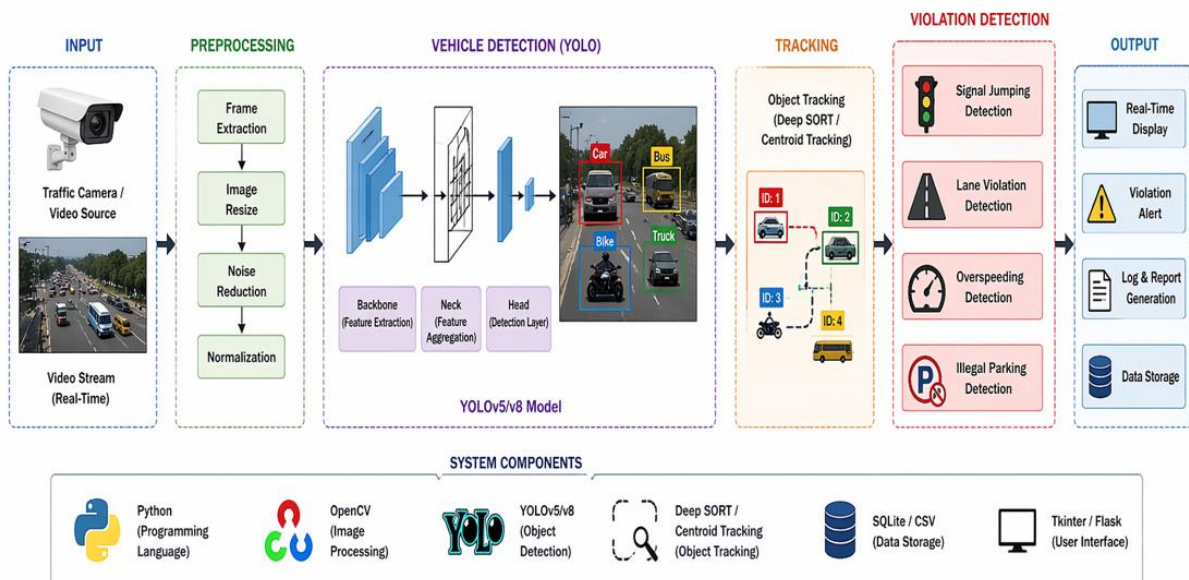 INPUT
Traffic Camera /
Video Source
Video Stream
(Real-Time)
PREPROCESSING
Frame
Extraction
Image
Resize
Noise
Reduction
Normalization
VEHICLE DETECTION (YOLO)
Backbone
(Feature Extraction)
Neck
(Feature
Aggregation)
Head
(Detection Layer)
Car
Bus
Bike
Truck
YOLOv5/v8 Model
TRACKING
Object Tracking
(Deep SORT /
Centroid Tracking)
ID: 1
ID: 2
ID: 3
ID: 4
VIOLATION DETECTION
Signal Jumping
Detection
Lane Violation
Detection
Overspeeding
Detection
P
Illegal Parking
Detection
OUTPUT
Real-Time
Display
Violation
Alert
Log & Report
Generation
Data Storage
SYSTEM COMPONENTS
Python
(Programming
Language)
OpenCV
(Image
Processing)
YOLO
YOLOv5/v8
(Object
Detection)
Deep SORT /
Centroid Tracking
(Object Tracking)
SQLite / CSV
(Data Storage)
Tkinter / Flask
(User Interface)